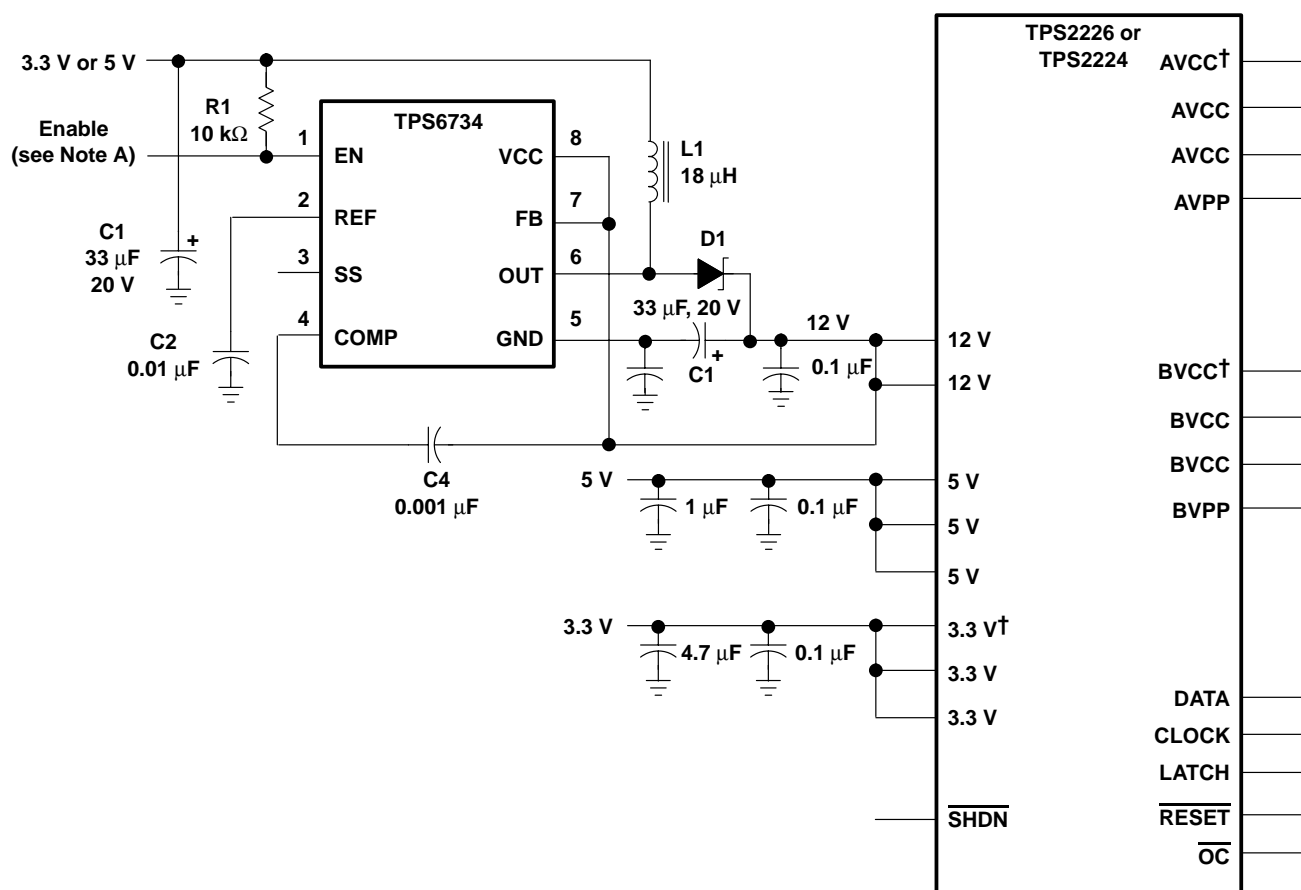 TPS2226 or
TPS2224
3.3 V or 5 V
R1
10 kΩ
Enable
(see Note A)
C1
33 μF
20 V
+
C2
0.01 μF
TPS6734
1
EN
2
REF
3
SS
4
COMP
8
VCC
7
FB
6
OUT
5
GND
L1
18 μH
D1
33 μF, 20 V
+
C1
12 V
0.1 μF
C4
0.001 μF
5 V
1 μF
0.1 μF
3.3 V
4.7 μF
0.1 μF
12 V
12 V
5 V
5 V
5 V
3.3 V†
3.3 V
3.3 V
SHDN
AVCC†
AVCC
AVCC
AVPP
BVCC†
BVCC
BVCC
BVPP
DATA
CLOCK
LATCH
RESET
OC